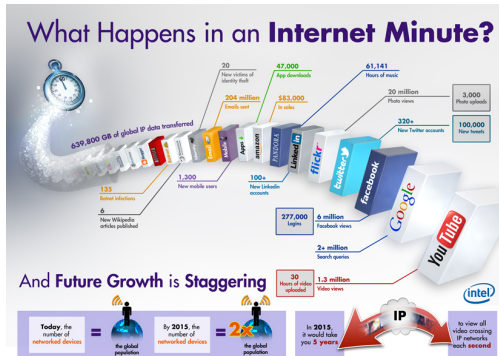 What Happens in an Internet Minute?
20
New victims of
identity theft
47,000
App downloads
61,141
Hours of music
204 million
Emails sent
$83,000
In sales
20 million
Photo views
3,000
Photo uploads
320+
New Twitter accounts
100,000
New tweets
639,800 GB of global IP data transferred
135
Botnet infections
6
New Wikipedia
articles published
1,300
New mobile users
100+
New LinkedIn
accounts
277,000
Logins
6 million
Facebook views
2+ million
Search queries
30
Hours of video
uploaded
1.3 million
Video views
Mobile
Apps
amazon
PANDORA
LinkedIn
flickr
twitter
facebook
Google
YouTube
60
intel
And Future Growth is Staggering
Today, the
number of
networked devices
=
the global
population
By 2015, the
number of
networked devices
=
2x
the global
population
In 2015,
it would take
you 5 years
IP
to view all
video crossing
IP networks
each second